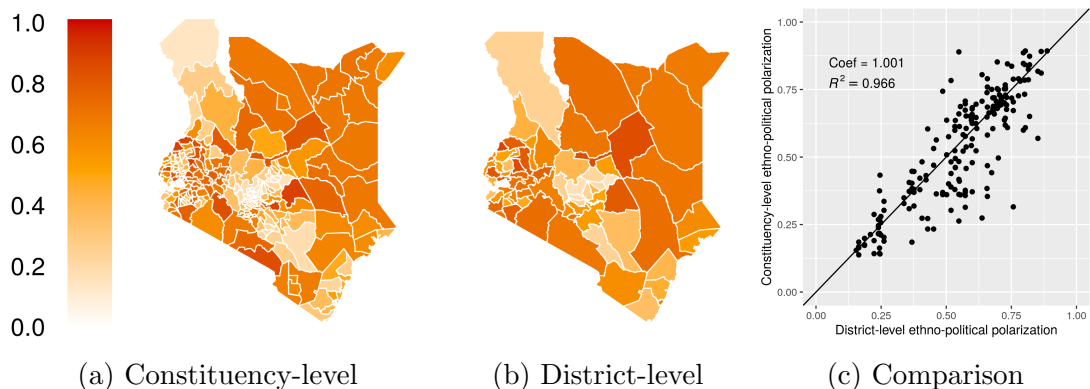 1.0
0.8
0.6
0.4
0.2
0.0
(a) Constituency-level
(b) District-level
Constituency-level ethno-political polarization
1.00
0.75
0.50
0.25
0.00
Coef = 1.001
R² = 0.966
0.00 0.25 0.50 0.75 1.00
District-level ethno-political polarization
(c) Comparison